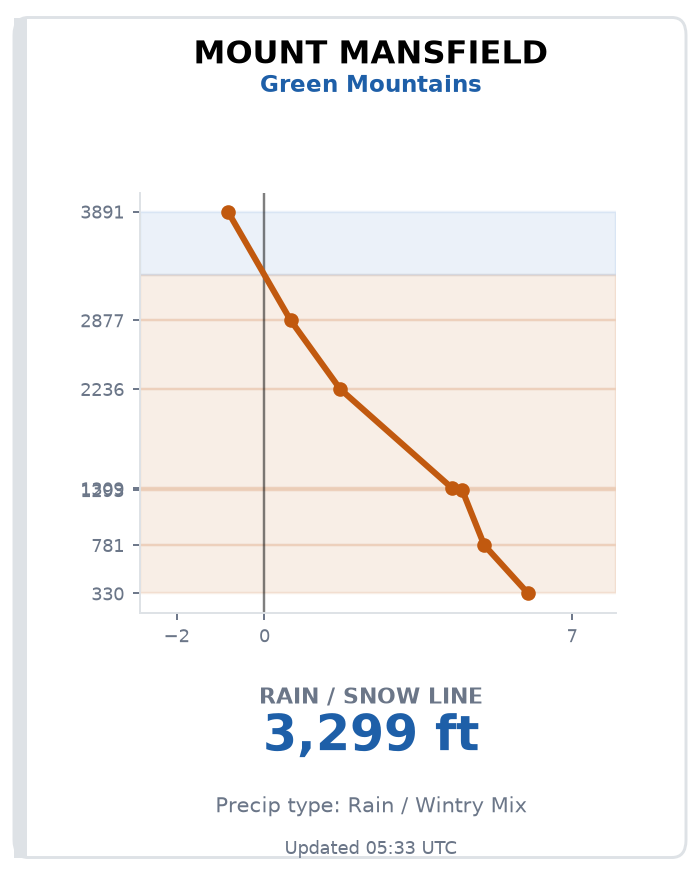 MOUNT MANSFIELD
Green Mountains
3891
2877
2236
781
330
−2 0 7
RAIN / SNOW LINE
3,299 ft
Precip type: Rain / Wintry Mix
Updated 05:33 UTC